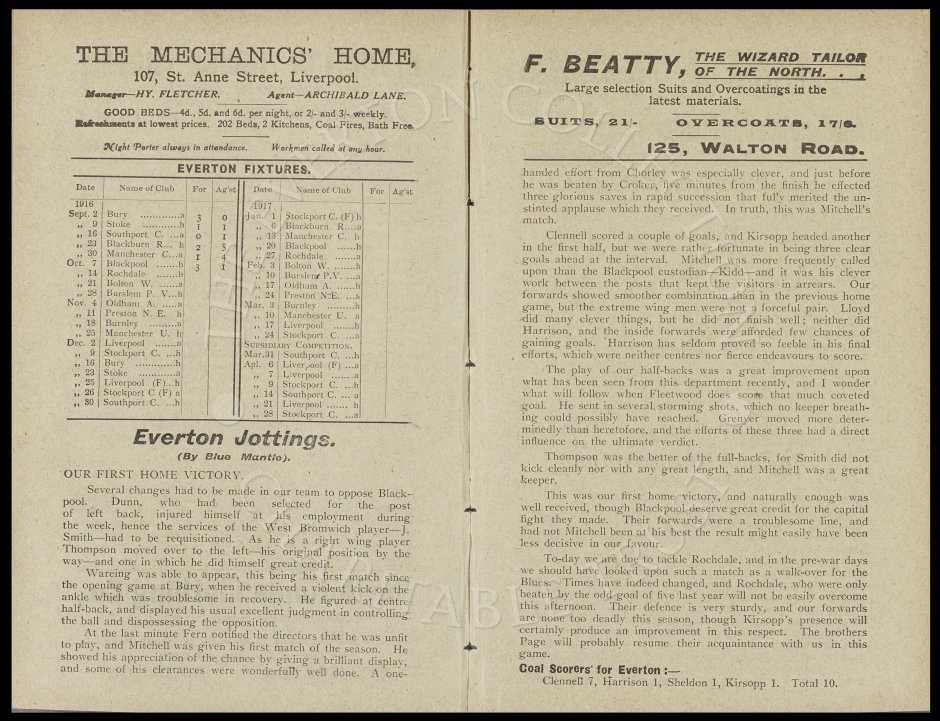 THE MECHANICS' HOME,
107, St. Anne Street, Liverpool.
Manager—HY. FLETCHER. Agent—ARCHIBALD LANE.
GOOD BEDS—4d., 5d. and 6d. per night, or 2/- and 3/- weekly.
Refreshments at lowest prices. 202 Beds, 2 Kitchens, Coal Fires, Bath Free.
Night Porter always in attendance. Workmen called at any hour.
EVERTON FIXTURES.
Date Name of Club For Ag'st
1916
Sept. 2 Bury ............a 3 0
„ 9 Stoke ............h 1 1
„ 16 Southport C. ...a 0 1
„ 23 Blackburn R... h 2 5
„ 30 Manchester C...a 1 4
Oct. 7 Blackpool .......h 3 1
„ 14 Rochdale .......h
„ 21 Bolton W. ......a
„ 28 Burslem P. V...h
Nov. 4 Oldham A. .....a
„ 11 Preston N. E. h
„ 18 Burnley .........a
„ 25 Manchester U. h
Dec. 2 Liverpool .......a
„ 9 Stockport C. ...h
„ 16 Bury ............h
„ 23 Stoke ............a
„ 25 Liverpool (F)...h
„ 26 Stockport C (F) a
„ 30 Southport C. ...h
Date Name of Club For Ag'st
1917
Jan. 1 Stockport C. (F) h
„ 6 Blackburn R....a
„ 13 Manchester C. h
„ 20 Blackpool ......h
„ 27 Rochdale .......a
Feb. 3 Bolton W. .......h
„ 10 Burslem P.V. ...a
„ 17 Oldham A. ......h
„ 24 Preston N.E. ...a
Mar. 3 Burnley .........h
„ 10 Manchester U. a
„ 17 Liverpool .......h
„ 24 Stockport C. ...a
SUBSIDIARY COMPETITION.
Mar.31 Southport C. ...h
Apl. 6 Liverpool (F) ...a
„ 7 Liverpool .......a
„ 9 Stockport C. ...h
„ 14 Southport C. ...a
„ 21 Liverpool ....... h
„ 28 Stockport C. ...a
Everton Jottings.
(By Blue Mantle).
OUR FIRST HOME VICTORY.
Several changes had to be made in our team to oppose Black-
pool. Dunn, who had been selected for the post
of left back, injured himself at his employment during
the week, hence the services of the West Bromwich player—J.
Smith—had to be requisitioned. As he is a right wing player
Thompson moved over to the left—his original position by the
way—and one in which he did himself great credit.
Wareing was able to appear, this being his first match since
the opening game at Bury, when he received a violent kick on the
ankle which was troublesome in recovery. He figured at centre
half-back, and displayed his usual excellent judgment in controlling
the ball and dispossessing the opposition.
At the last minute Fern notified the directors that he was unfit
to play, and Mitchell was given his first match of the season. He
showed his appreciation of the chance by giving a brilliant display,
and some of his clearances were wonderfully well done. A one-
F. BEATTY, THE WIZARD TAILOR
OF THE NORTH. . .
Large selection Suits and Overcoatings in the
latest materials.
SUITS, 21/- OVERCOATS, 17/6.
125, WALTON ROAD.
handed effort from Chorley was especially clever, and just before
he was beaten by Croker, five minutes from the finish he effected
three glorious saves in rapid succession that fully merited the un-
stinted applause which they received. In truth, this was Mitchell's
match.
Clennell scored a couple of goals, and Kirsopp headed another
in the first half, but we were rather fortunate in being three clear
goals ahead at the interval. Mitchell was more frequently called
upon than the Blackpool custodian—Kidd—and it was his clever
work between the posts that kept the visitors in arrears. Our
forwards showed smoother combination than in the previous home
game, but the extreme wing men were not a forceful pair. Lloyd
did many clever things, but he did not finish well; neither did
Harrison, and the inside forwards were afforded few chances of
gaining goals. Harrison has seldom proved so feeble in his final
efforts, which were neither centres nor fierce endeavours to score.
The play of our half-backs was a great improvement upon
what has been seen from this department recently, and I wonder
what will follow when Fleetwood does score that much coveted
goal. He sent in several storming shots, which no keeper breath-
ing could possibly have reached. Grenyer moved more deter-
minedly than heretofore, and the efforts of these three had a direct
influence on the ultimate verdict.
Thompson was the better of the full-backs, for Smith did not
kick cleanly nor with any great length, and Mitchell was a great
keeper.
This was our first home victory, and naturally enough was
well received, though Blackpool deserve great credit for the capital
fight they made. Their forwards were a troublesome line, and
had not Mitchell been at his best the result might easily have been
less decisive in our favour.
To-day we are due to tackle Rochdale, and in the pre-war days
we should have looked upon such a match as a walk-over for the
Blues. Times have indeed changed, and Rochdale, who were only
beaten by the odd goal of five last year will not be easily overcome
this afternoon. Their defence is very sturdy, and our forwards
are none too deadly this season, though Kirsopp's presence will
certainly produce an improvement in this respect. The brothers
Page will probably resume their acquaintance with us in this
game.
Goal Scorers for Everton :—
Clennell 7, Harrison 1, Sheldon 1, Kirsopp 1. Total 10.